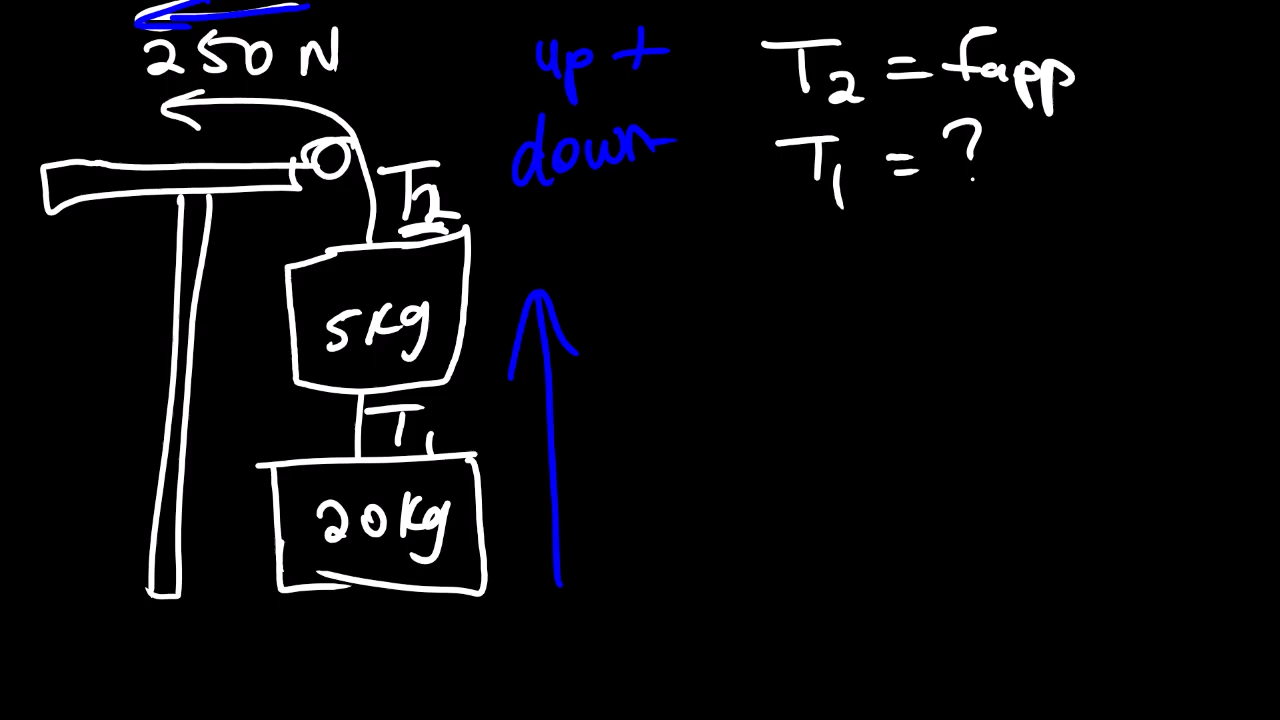 250 N
up +
down -
T2 = fapp
T1 = ?
T2
5kg
T1
20kg